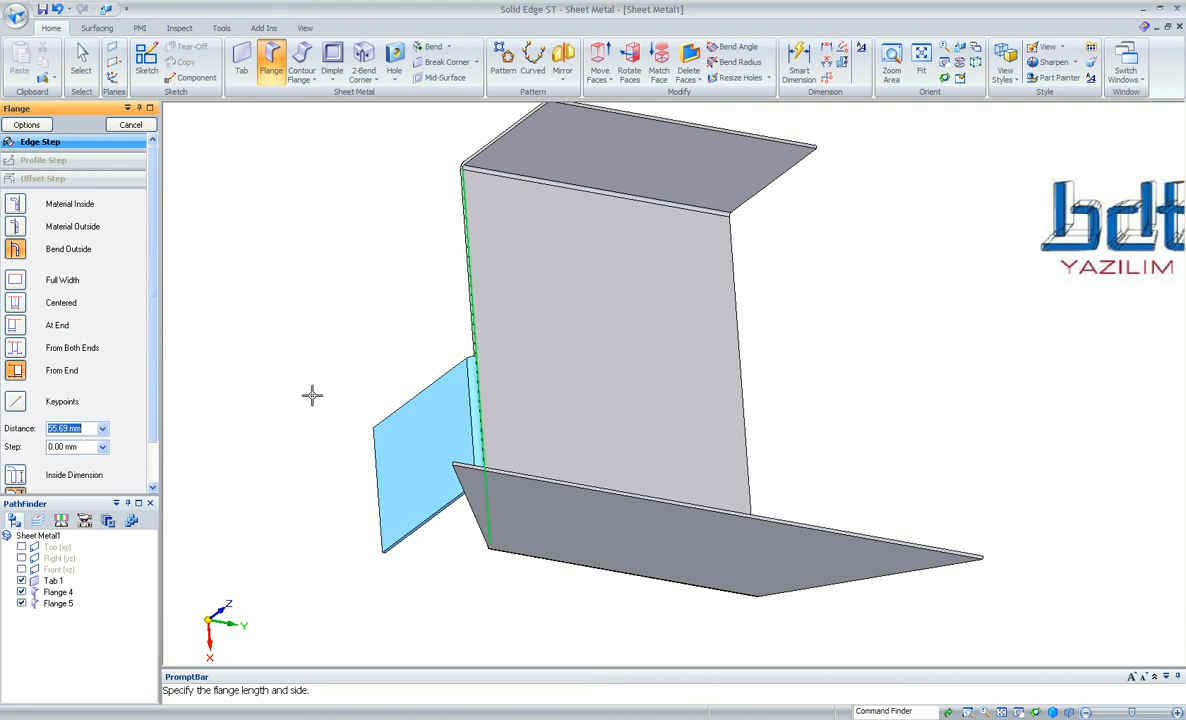 Solid Edge ST - Sheet Metal - [Sheet Metal1]
Home Surfacing PMI Inspect Tools Add Ins View
Paste Tear-Off Copy Component
Select Sketch Tab Flange Contour Flange Dimple 2-Bend Corner Hole Bend Break Corner Mid-Surface
Pattern Curved Mirror Move Faces Rotate Faces Match Face Delete Faces Bend Angle Bend Radius Resize Holes
Smart Dimension Zoom Area Fit View Styles View Sharpen Part Painter Switch Windows
Clipboard Select Planes Sketch Sheet Metal Pattern Modify Dimension Orient Style Window
Flange
Options Cancel
Edge Step
Profile Step
Offset Step
Material Inside
Material Outside
Bend Outside
Full Width
Centered
At End
From Both Ends
From End
Keypoints
Distance: 55.69 mm
Step: 0.00 mm
Inside Dimension
PathFinder
Sheet Metal1
Top (xy)
Right (yz)
Front (xz)
Tab 1
Flange 4
Flange 5
bdt
YAZILIM
Z
Y
X
PromptBar
Specify the flange length and side.
Command Finder